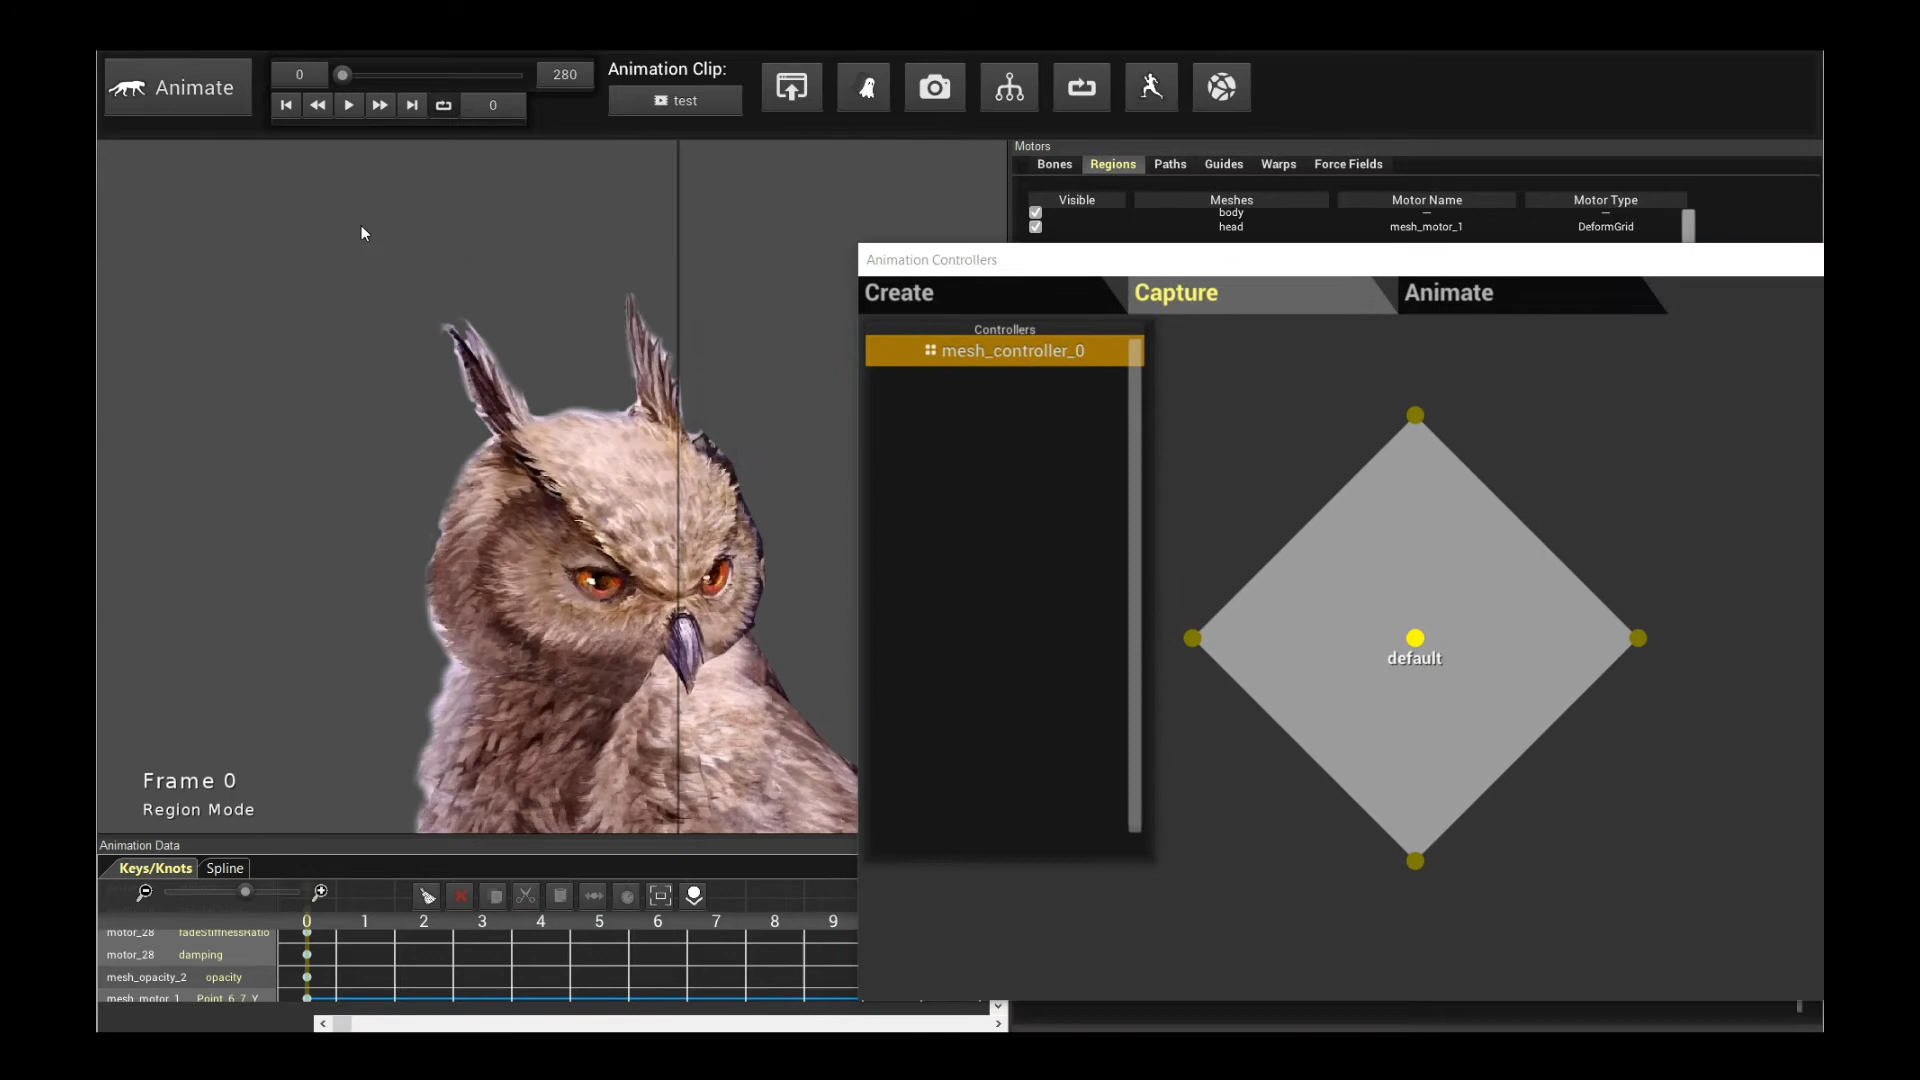 Animate
0
280
0
Animation Clip:
test
Motors
Bones Regions Paths Guides Warps Force Fields
Visible Meshes Motor Name Motor Type
body — —
head mesh_motor_1 DeformGrid
Animation Controllers
Create Capture Animate
Controllers
mesh_controller_0
default
Frame 0
Region Mode
Animation Data
Keys/Knots Spline
0 1 2 3 4 5 6 7 8 9
motor_28 fadeStiffnessRatio
motor_28 damping
mesh_opacity_2 opacity
mesh_motor_1 Point_6_7_Y